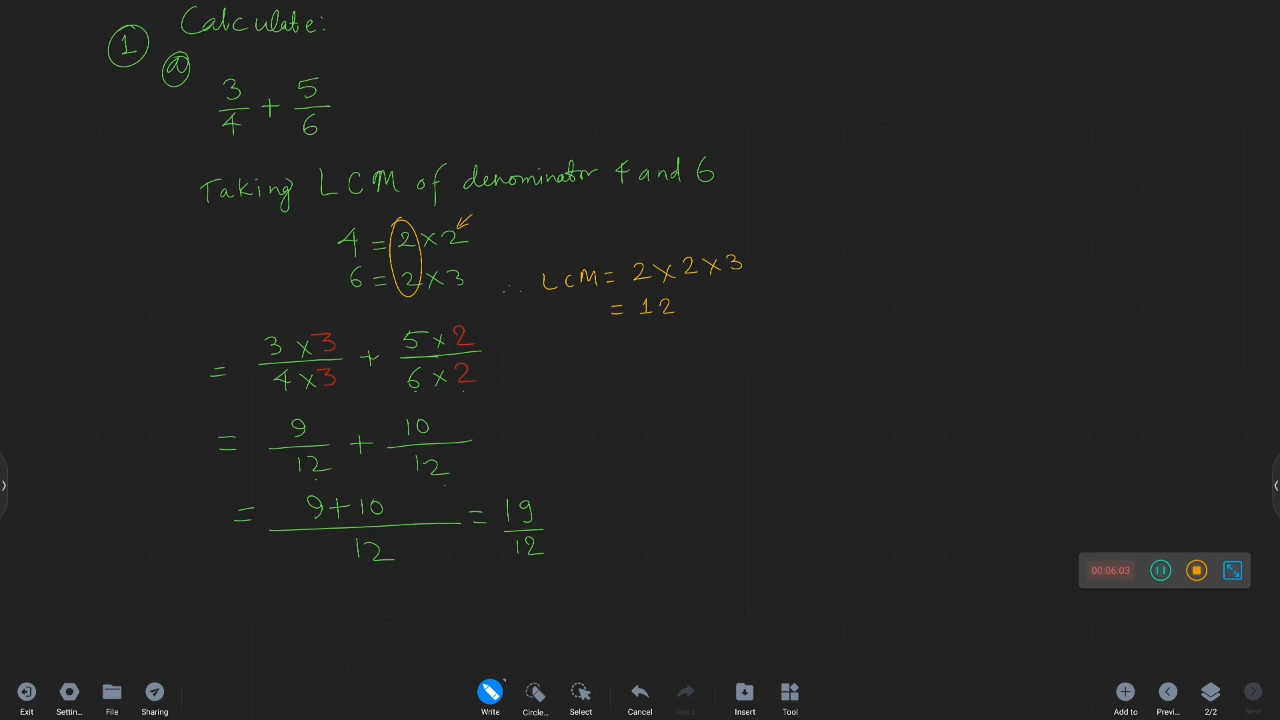 Calculate:
1
a
3/4 + 5/6
Taking LCM of denominator 4 and 6
4 = 2 × 2
6 = 2 × 3
∴ LCM = 2 × 2 × 3
= 12
= 3 × 3 / 4 × 3 + 5 × 2 / 6 × 2
= 9/12 + 10/12
= 9 + 10 / 12 = 19/12
00:06:03
Exit Settin... File Sharing Write Circle... Select Cancel Redo Insert Tool Add to Previ... 2/2 Next